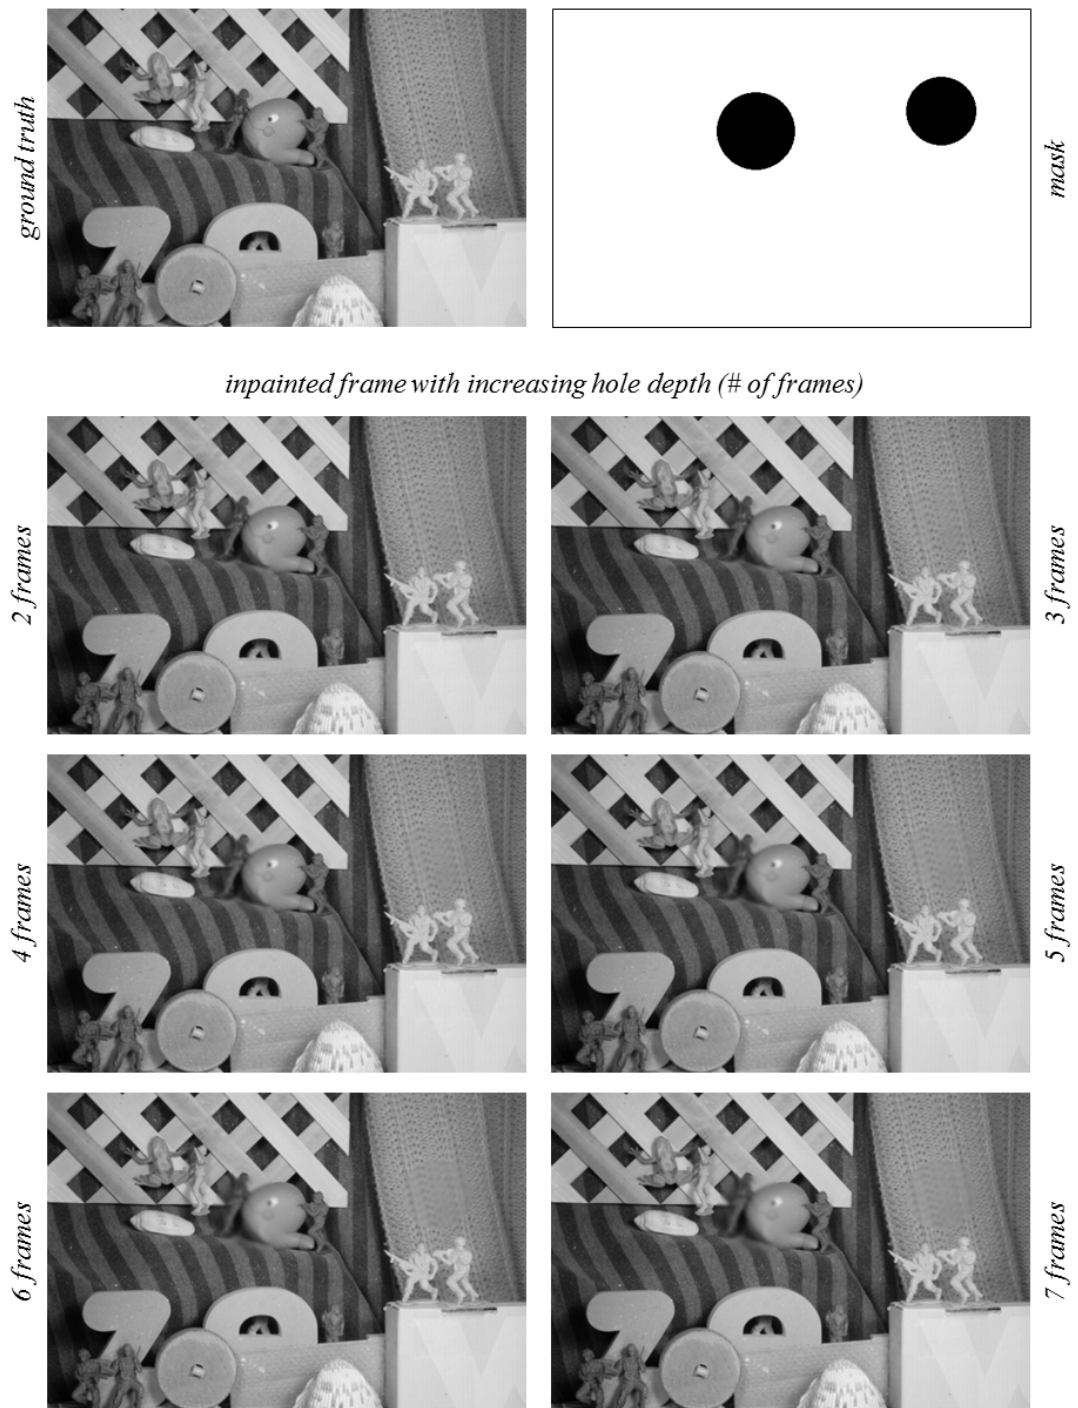 ground truth
mask
inpainted frame with increasing hole depth (# of frames)
2 frames
3 frames
4 frames
5 frames
6 frames
7 frames